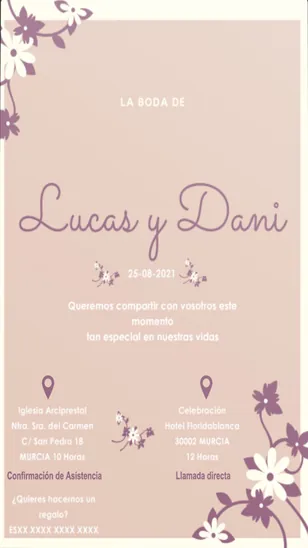 LA BODA DE
Lucas y Dani
25-08-2021
Queremos compartir con vosotros este
momento
tan especial en nuestras vidas
Iglesia Arciprestal
Ntra. Sra. del Carmen
C/ San Pedro 18
MURCIA 10 Horas
Confirmación de Asistencia
¿Quieres hacernos un
regalo?
ESXX XXXX XXXX XXXX
Celebración
Hotel Floridablanca
30002 MURCIA
12 Horas
Llamada directa